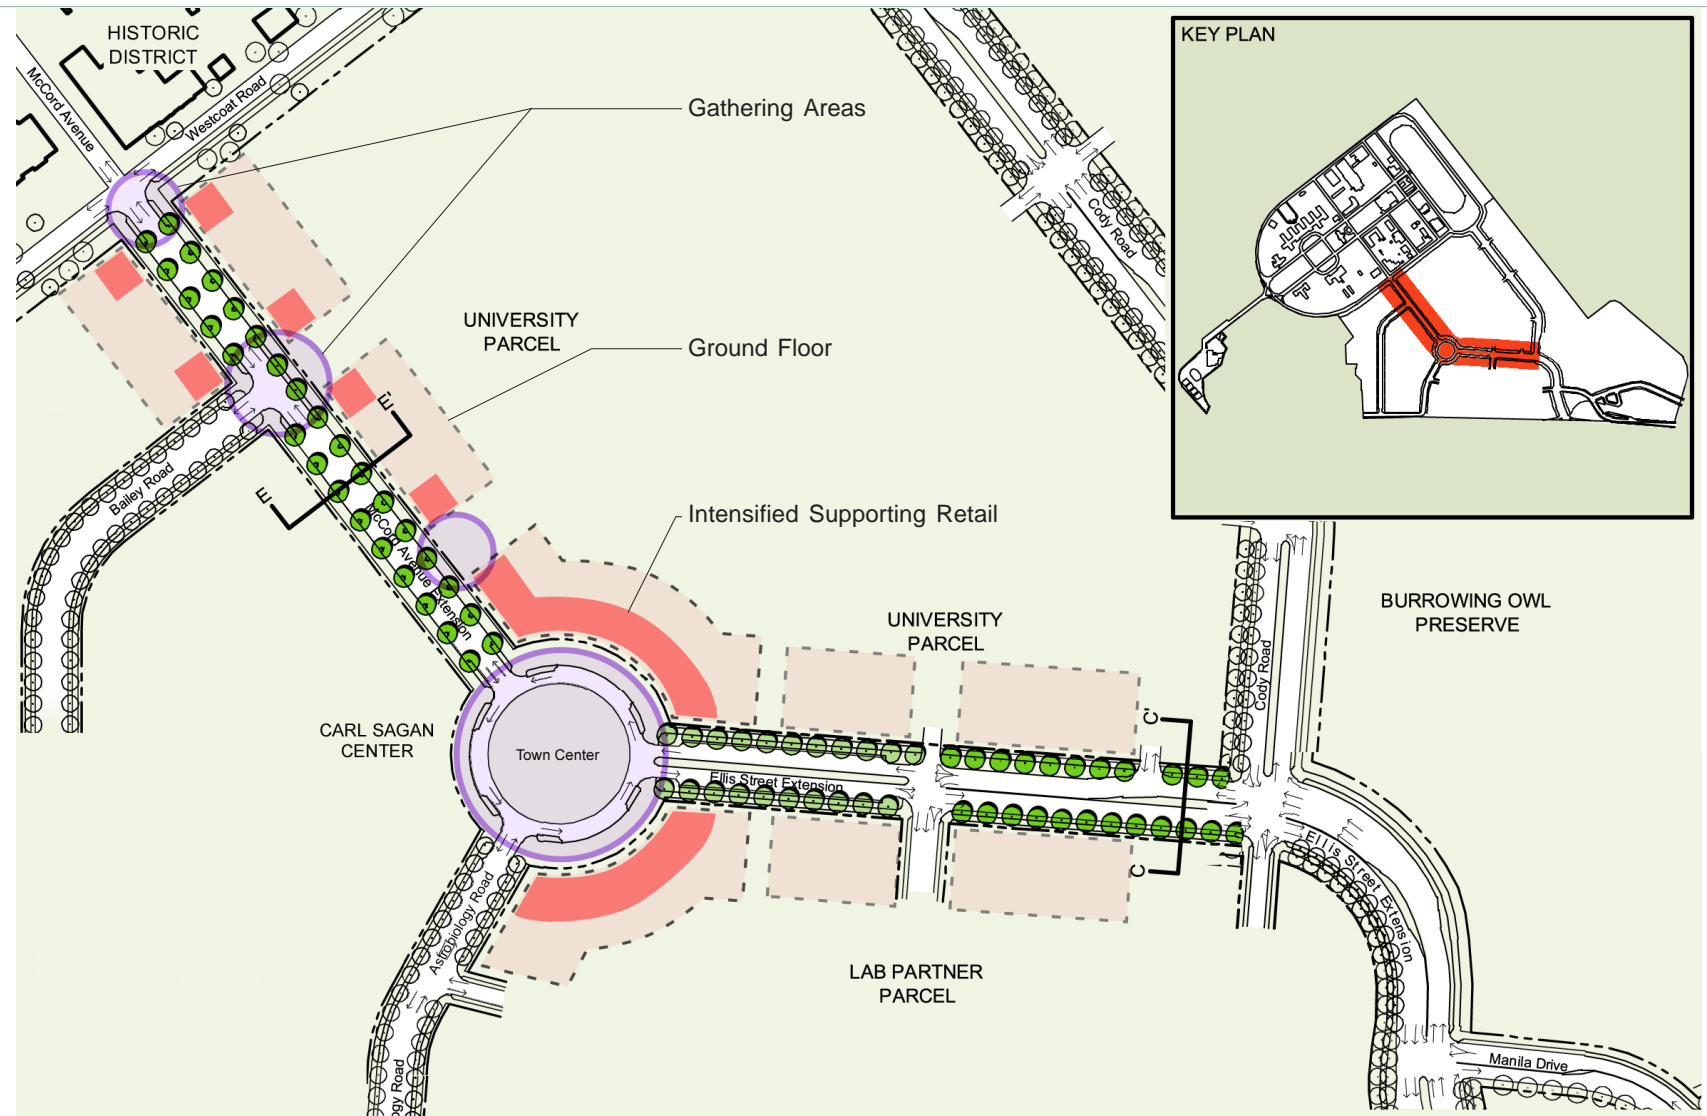 HISTORIC
DISTRICT
KEY PLAN
McCord Avenue
Westcoat Road
Gathering Areas
Cody Road
UNIVERSITY
PARCEL
Ground Floor
E'
E
Bailey Road
McCord Avenue Extension
Intensified Supporting Retail
BURROWING OWL
PRESERVE
UNIVERSITY
PARCEL
Cody Road
CARL SAGAN
CENTER
Town Center
C'
Ellis Street Extension
C
Ellis Street Extension
Astrobiology Road
LAB PARTNER
PARCEL
Manila Drive
ogy Road